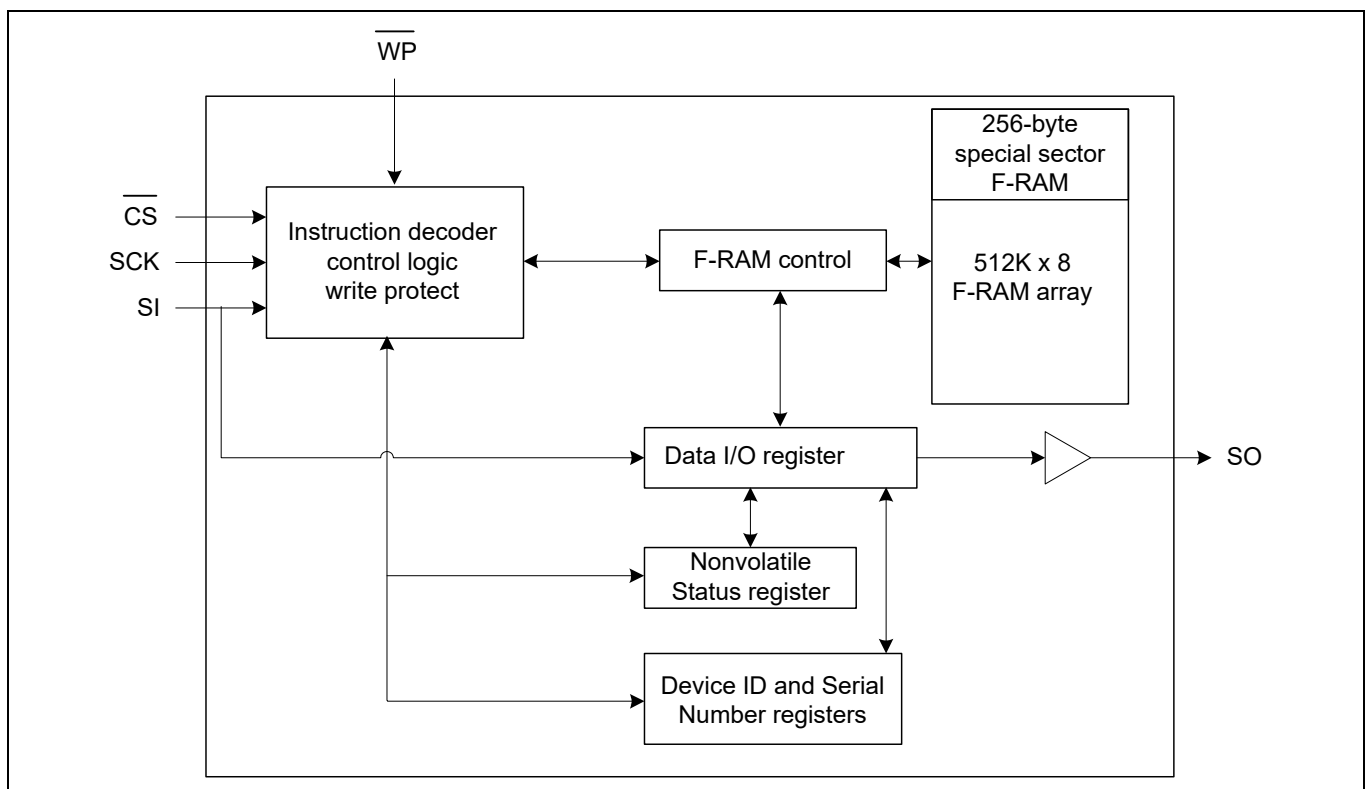 WP
256-byte
special sector
F-RAM
CS
SCK
SI
Instruction decoder
control logic
write protect
F-RAM control
512K x 8
F-RAM array
Data I/O register
SO
Nonvolatile
Status register
Device ID and Serial
Number registers